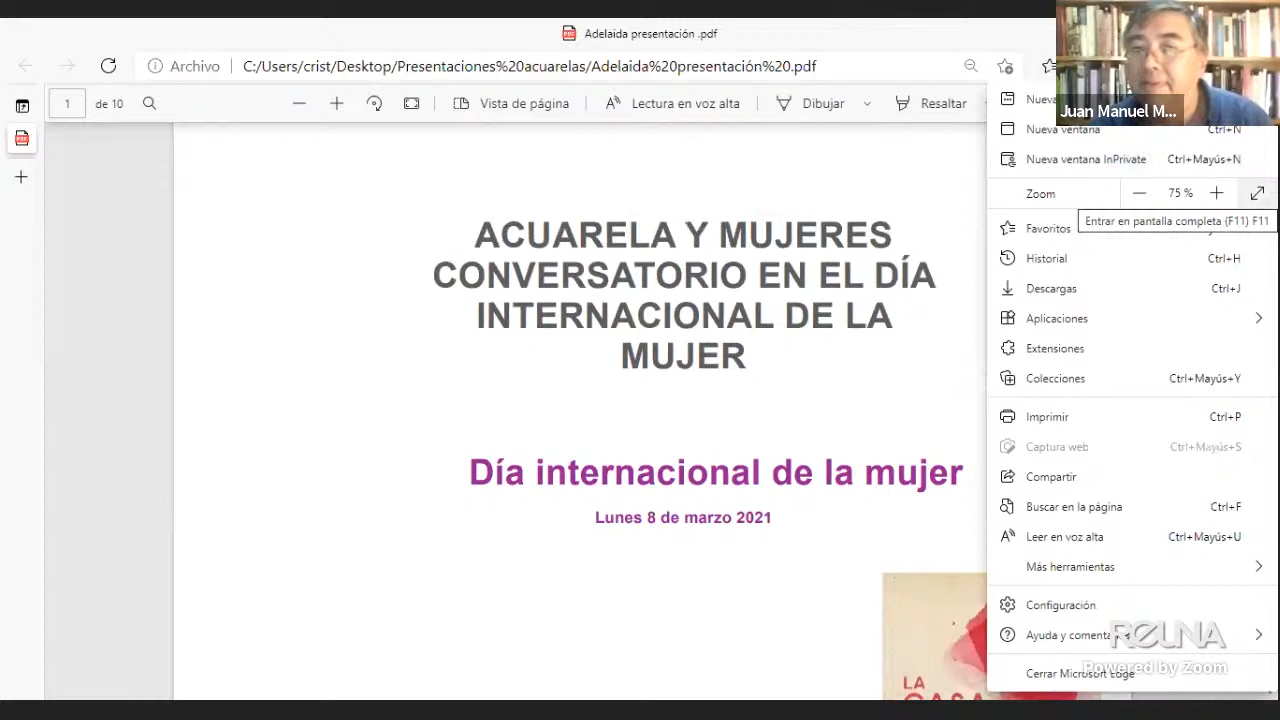 Adelaida presentación .pdf
Archivo
C:/Users/crist/Desktop/Presentaciones%20acuarelas/Adelaida%20presentación%20.pdf
1 de 10
Vista de página
Lectura en voz alta
Dibujar
Resaltar
Juan Manuel M...
Nueva
Nueva ventana Ctrl+N
Nueva ventana InPrivate Ctrl+Mayús+N
Zoom 75 %
Entrar en pantalla completa (F11) F11
Favoritos
Historial Ctrl+H
Descargas Ctrl+J
Aplicaciones
Extensiones
Colecciones Ctrl+Mayús+Y
Imprimir Ctrl+P
Captura web Ctrl+Mayús+S
Compartir
Buscar en la página Ctrl+F
Leer en voz alta Ctrl+Mayús+U
Más herramientas
Configuración
Ayuda y comenta
Cerrar Microsoft Edge
ACUARELA Y MUJERES
CONVERSATORIO EN EL DÍA
INTERNACIONAL DE LA
MUJER
Día internacional de la mujer
Lunes 8 de marzo 2021
LA
CASA
REUNA
Powered by Zoom